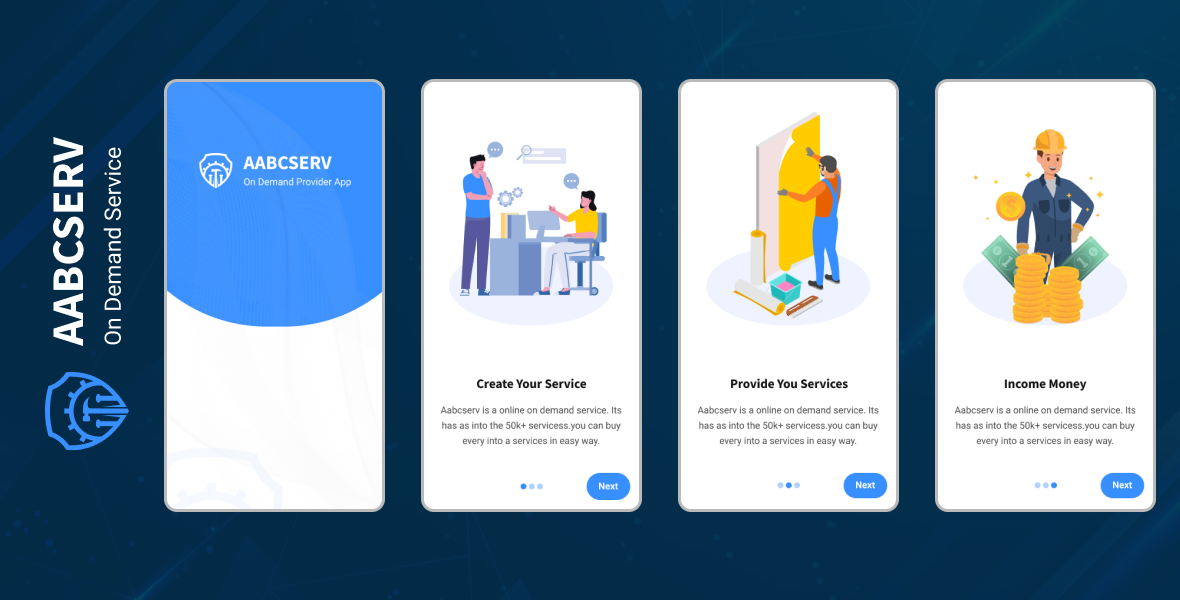 AABCSERV
On Demand Service
AABCSERV
On Demand Provider App
Create Your Service
Aabcserv is a online on demand service. Its
has as into the 50k+ servicess.you can buy
every into a services in easy way.
Next
Provide You Services
Aabcserv is a online on demand service. Its
has as into the 50k+ servicess.you can buy
every into a services in easy way.
Next
$
1
1
Income Money
Aabcserv is a online on demand service. Its
has as into the 50k+ servicess.you can buy
every into a services in easy way.
Next